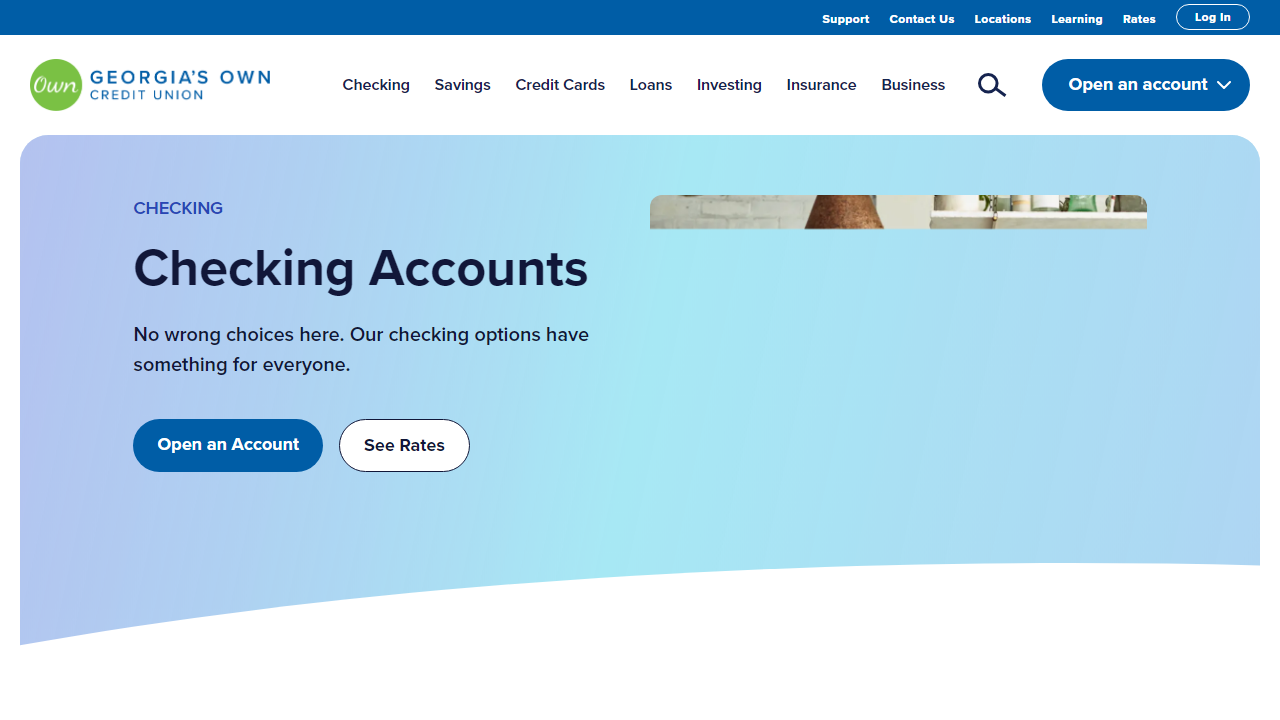 Support Contact Us Locations Learning Rates Log In
Own GEORGIA'S OWN
CREDIT UNION
Checking Savings Credit Cards Loans Investing Insurance Business Open an account
CHECKING
Checking Accounts
No wrong choices here. Our checking options have
something for everyone.
Open an Account See Rates